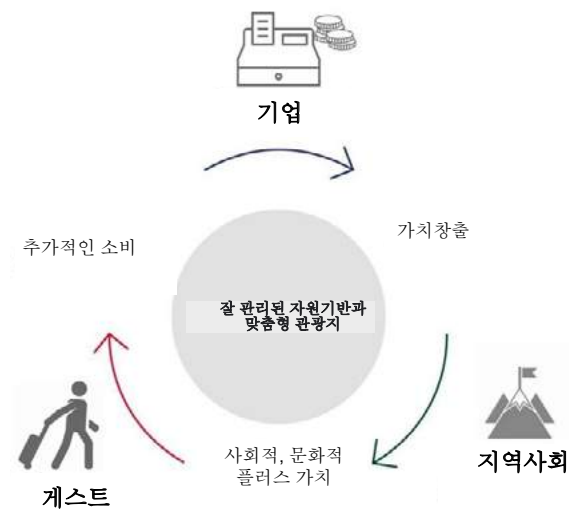 기업
가치창출
추가적인 소비
잘 관리된 자원기반과
맞춤형 관광지
지역사회
사회적, 문화적
플러스 가치
게스트